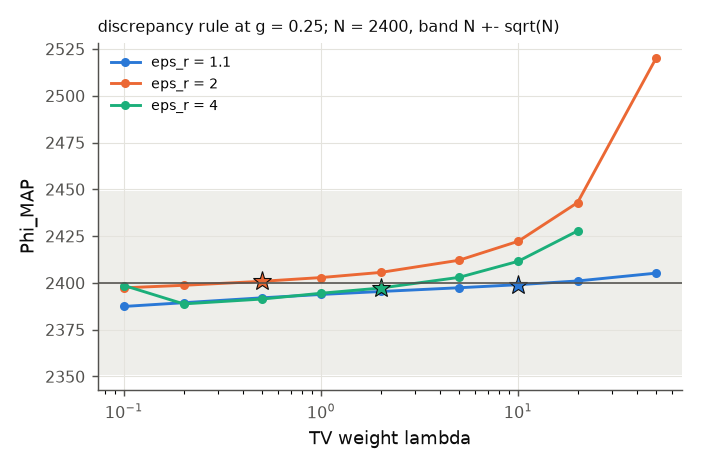 discrepancy rule at g = 0.25; N = 2400, band N +- sqrt(N)
eps_r = 1.1
eps_r = 2
eps_r = 4
Phi_MAP
2525
2500
2475
2450
2425
2400
2375
2350
10⁻¹
10⁰
10¹
TV weight lambda